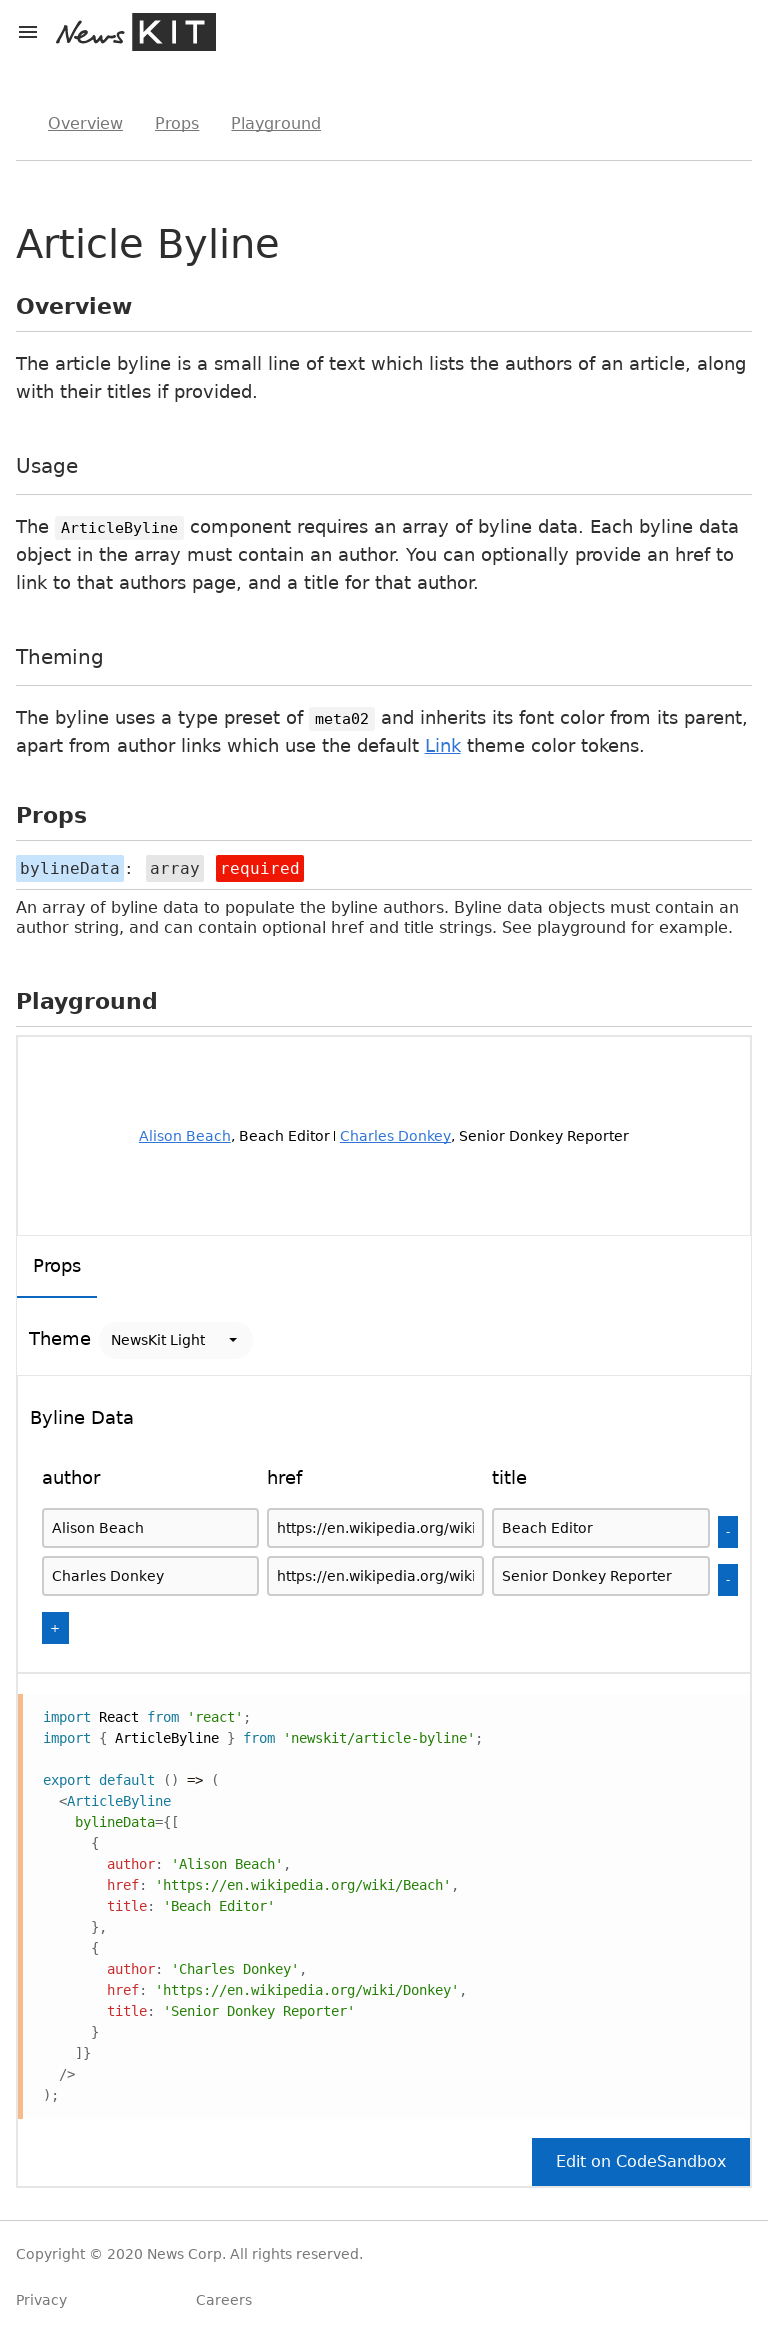 News KIT
Overview Props Playground
Article Byline
Overview
The article byline is a small line of text which lists the authors of an article, along
with their titles if provided.
Usage
The ArticleByline component requires an array of byline data. Each byline data
object in the array must contain an author. You can optionally provide an href to
link to that authors page, and a title for that author.
Theming
The byline uses a type preset of meta02 and inherits its font color from its parent,
apart from author links which use the default Link theme color tokens.
Props
bylineData: array required
An array of byline data to populate the byline authors. Byline data objects must contain an
author string, and can contain optional href and title strings. See playground for example.
Playground
Alison Beach, Beach Editor | Charles Donkey, Senior Donkey Reporter
Props
Theme NewsKit Light
Byline Data
author href title
Alison Beach https://en.wikipedia.org/wiki Beach Editor -
Charles Donkey https://en.wikipedia.org/wiki Senior Donkey Reporter -
+
import React from 'react';
import { ArticleByline } from 'newskit/article-byline';
export default () => (
<ArticleByline
bylineData={[
{
author: 'Alison Beach',
href: 'https://en.wikipedia.org/wiki/Beach',
title: 'Beach Editor'
},
{
author: 'Charles Donkey',
href: 'https://en.wikipedia.org/wiki/Donkey',
title: 'Senior Donkey Reporter'
}
]}
/>
);
Edit on CodeSandbox
Copyright © 2020 News Corp. All rights reserved.
Privacy Careers